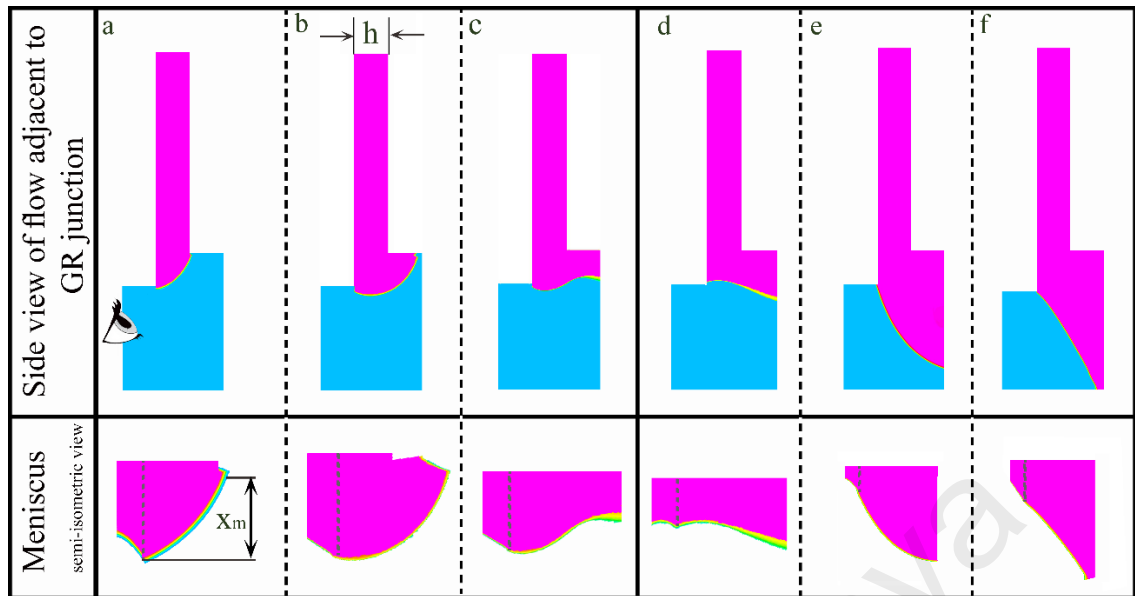 Side view of flow adjacent to
GR junction
a
b
h
c
d
e
f
Meniscus
semi-isometric view
Xm